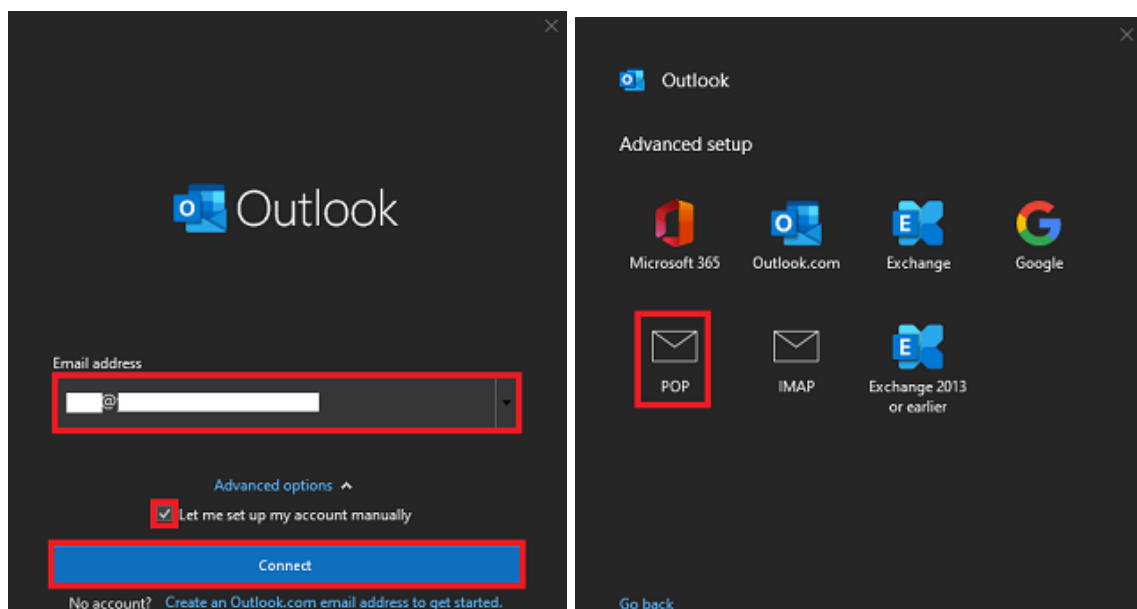 Outlook
Email address
@
Advanced options
Let me set up my account manually
Connect
No account? Create an Outlook.com email address to get started.
Outlook
Advanced setup
Microsoft 365
Outlook.com
Exchange
Google
POP
IMAP
Exchange 2013
or earlier
Go back